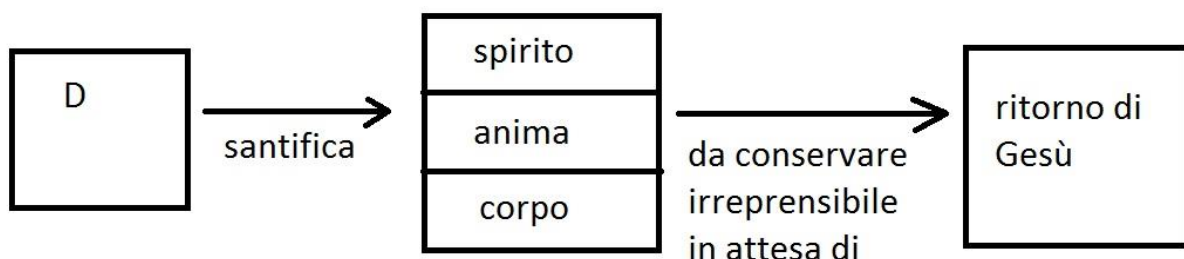 D
santifica
spirito
anima
corpo
da conservare
irreprensibile
in attesa di
ritorno di
Gesù